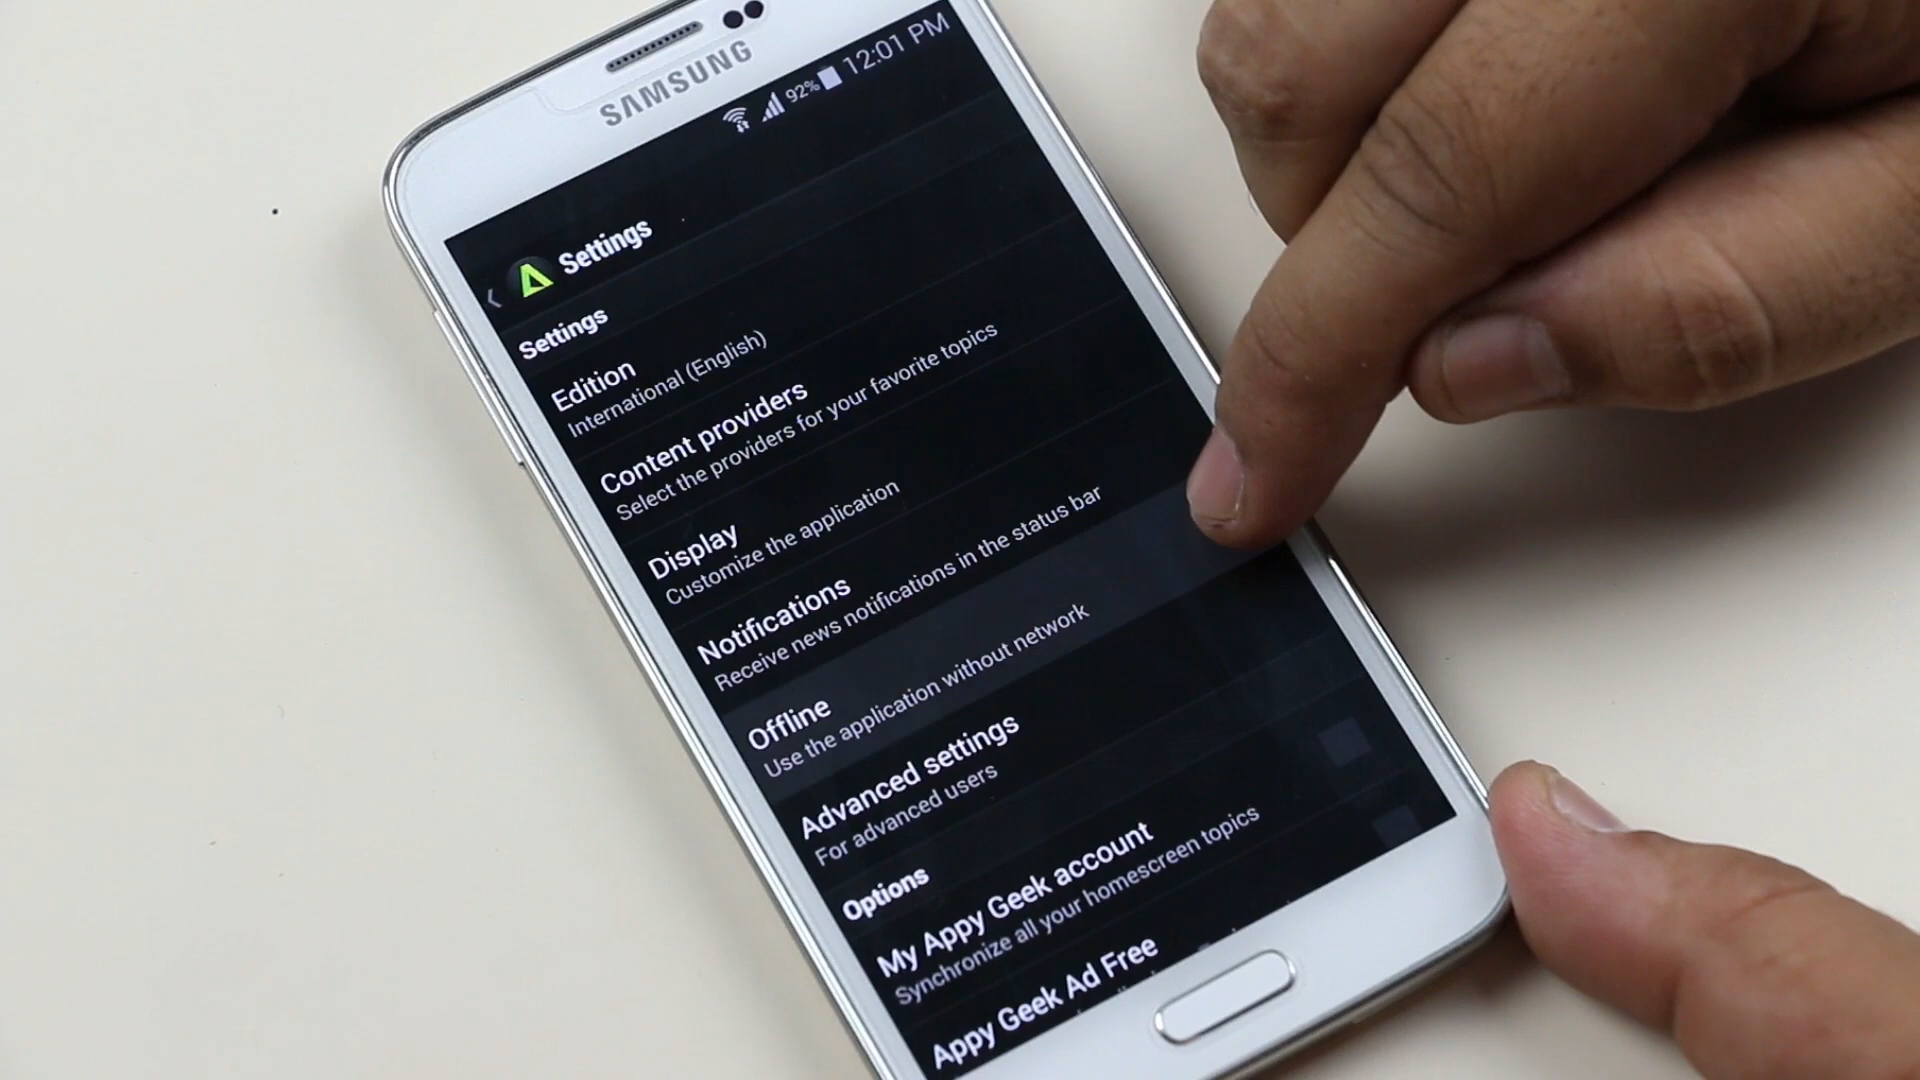 SAMSUNG
92% 12:01 PM
Settings
Settings
Edition
International (English)
Content providers
Select the providers for your favorite topics
Display
Customize the application
Notifications
Receive news notifications in the status bar
Offline
Use the application without network
Advanced settings
For advanced users
Options
My Appy Geek account
Synchronize all your homescreen topics
Appy Geek Ad Free